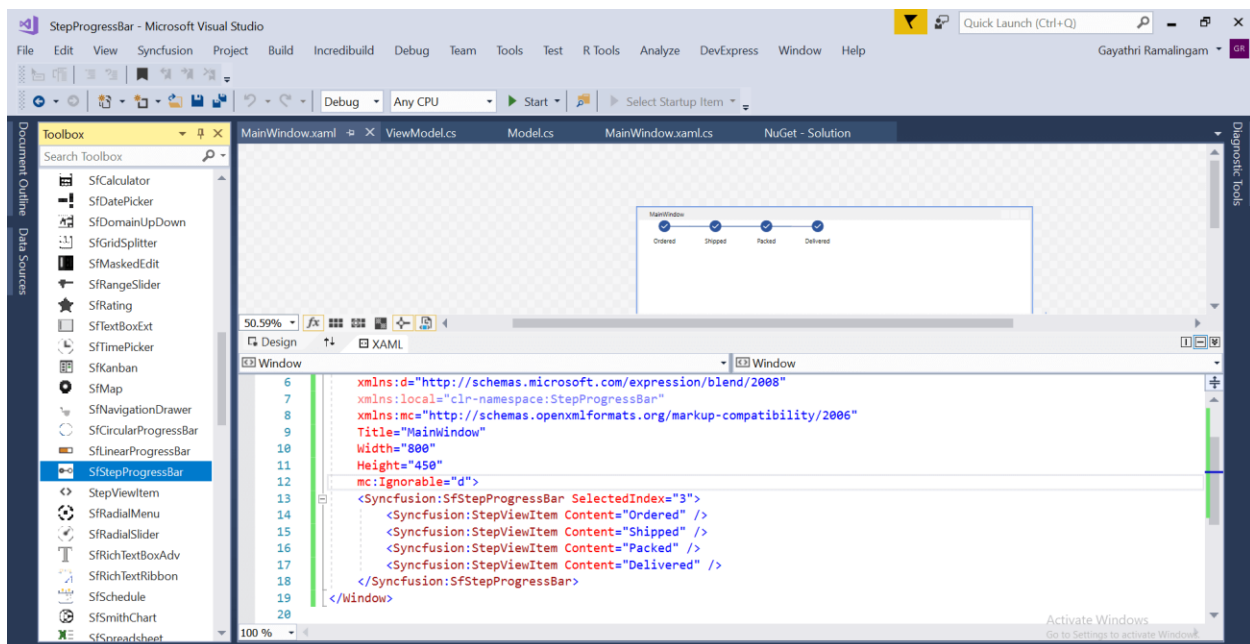 StepProgressBar - Microsoft Visual Studio
Quick Launch (Ctrl+Q)
File Edit View Syncfusion Project Build Incredibuild Debug Team Tools Test R Tools Analyze DevExpress Window Help
Gayathri Ramalingam GR
Debug Any CPU Start Select Startup Item
Document Outline
Data Sources
Toolbox
Search Toolbox
SfCalculator
SfDatePicker
SfDomainUpDown
SfGridSplitter
SfMaskedEdit
SfRangeSlider
SfRating
SfTextBoxExt
SfTimePicker
SfKanban
SfMap
SfNavigationDrawer
SfCircularProgressBar
SfLinearProgressBar
SfStepProgressBar
StepViewItem
SfRadialMenu
SfRadialSlider
SfRichTextBoxAdv
SfRichTextRibbon
SfSchedule
SfSmithChart
SfSpreadsheet
MainWindow.xaml ViewModel.cs Model.cs MainWindow.xaml.cs NuGet - Solution
Diagnostic Tools
MainWindow
Ordered Shipped Packed Delivered
50.59% fx
Design XAML
Window Window
6 xmlns:d="http://schemas.microsoft.com/expression/blend/2008"
7 xmlns:local="clr-namespace:StepProgressBar"
8 xmlns:mc="http://schemas.openxmlformats.org/markup-compatibility/2006"
9 Title="MainWindow"
10 Width="800"
11 Height="450"
12 mc:Ignorable="d">
13 <Syncfusion:SfStepProgressBar SelectedIndex="3">
14 <Syncfusion:StepViewItem Content="Ordered" />
15 <Syncfusion:StepViewItem Content="Shipped" />
16 <Syncfusion:StepViewItem Content="Packed" />
17 <Syncfusion:StepViewItem Content="Delivered" />
18 </Syncfusion:SfStepProgressBar>
19 </Window>
20
100 %
Activate Windows
Go to Settings to activate Windows.